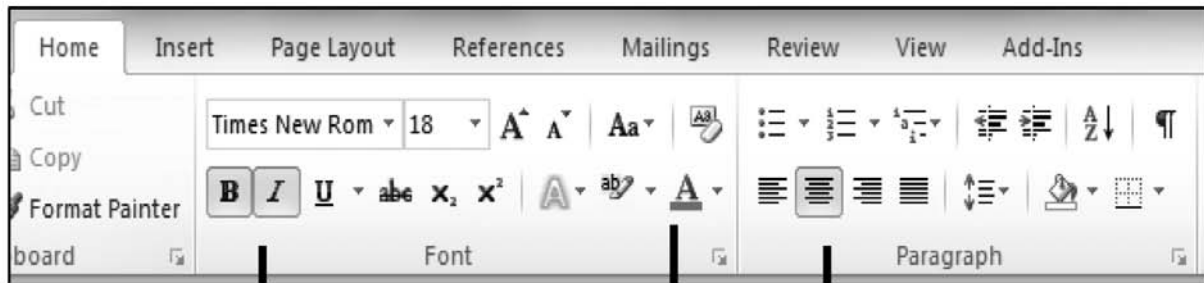 Home Insert Page Layout References Mailings Review View Add-Ins
Cut
Times New Rom 18 A A Aa
Copy
B I U abc X₂ X² A ab A
Format Painter
board Font Paragraph